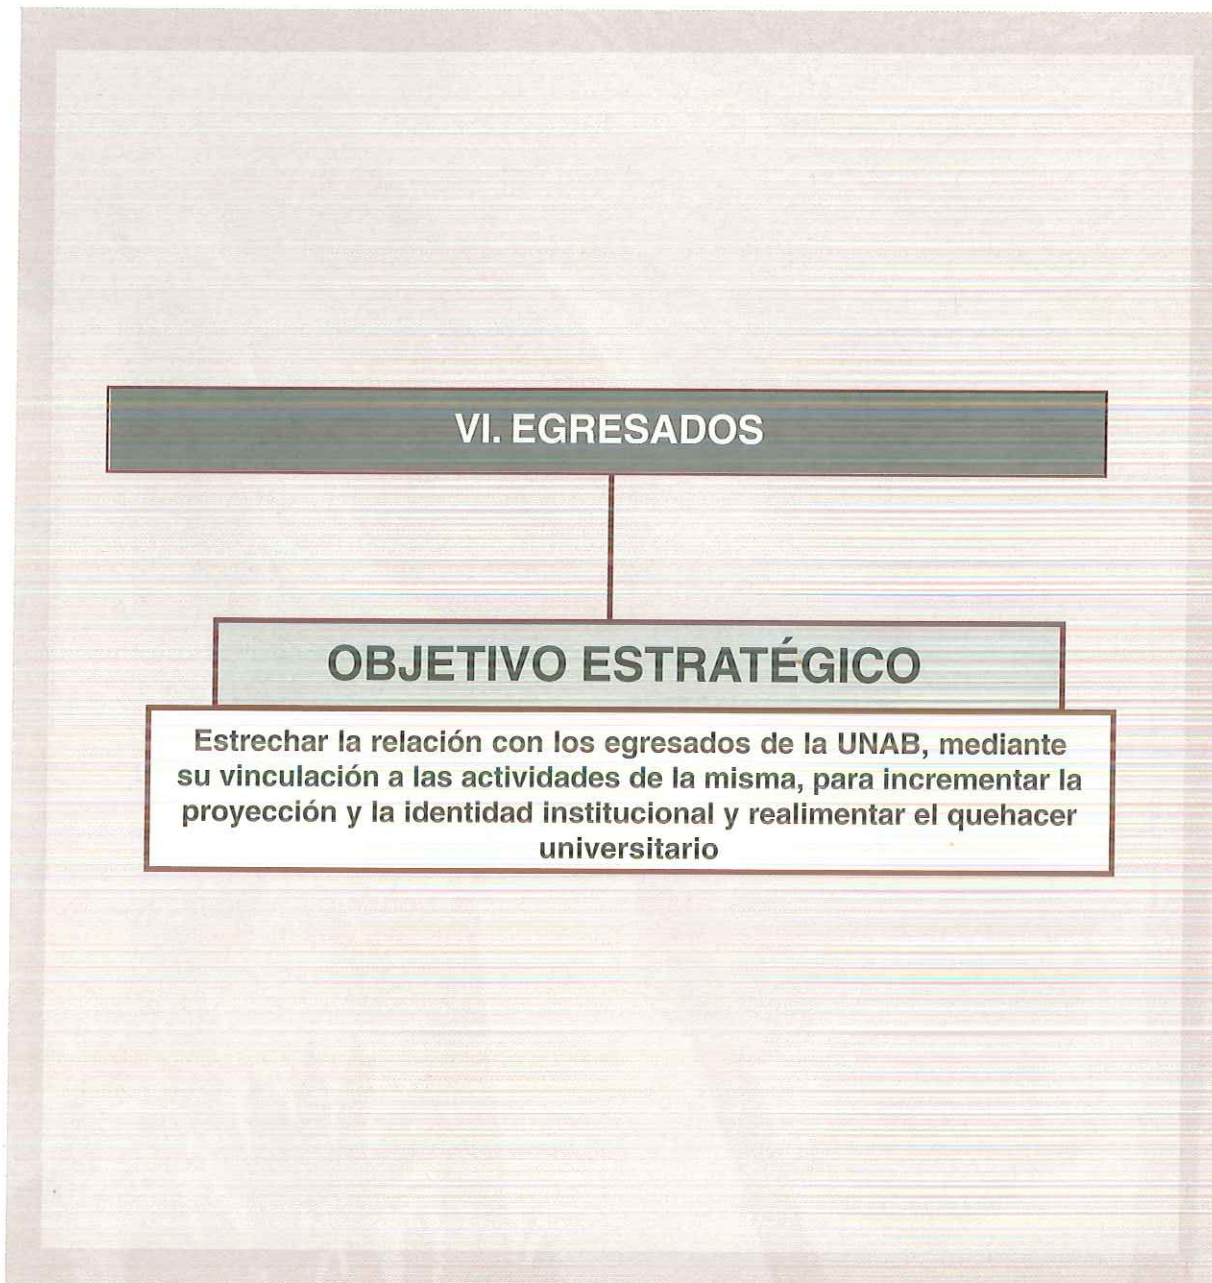 VI. EGRESADOS
OBJETIVO ESTRATÉGICO
Estrechar la relación con los egresados de la UNAB, mediante
su vinculación a las actividades de la misma, para incrementar la
proyección y la identidad institucional y realimentar el quehacer
universitario